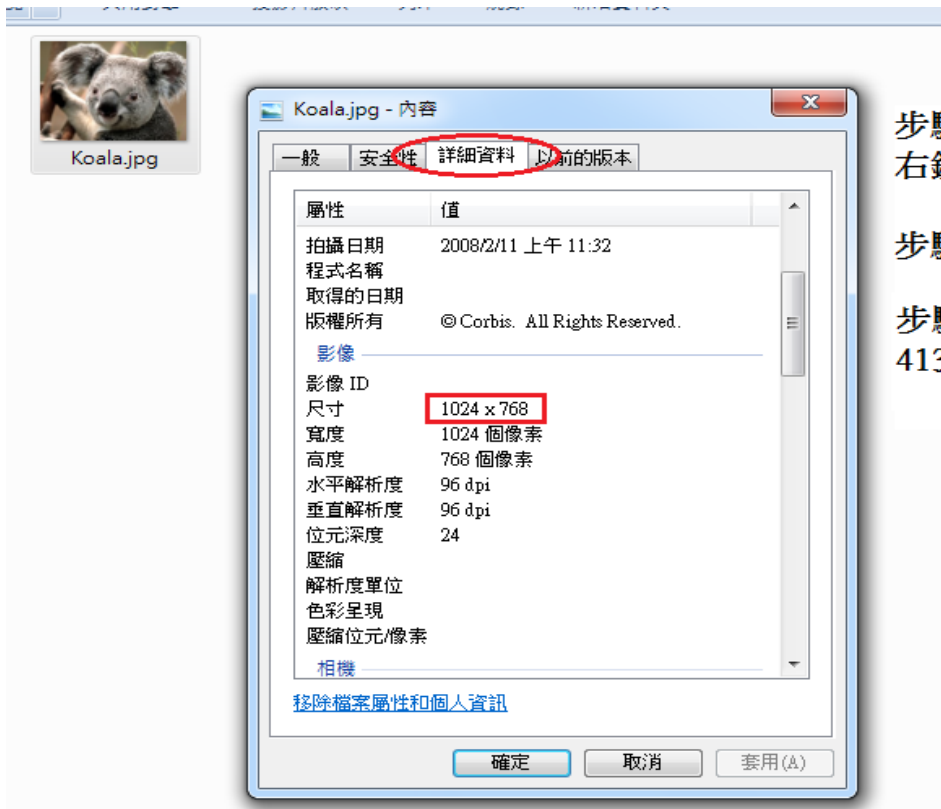 Koala.jpg
Koala.jpg - 內容
一般 安全性 詳細資料 以前的版本
屬性 值
拍攝日期 2008/2/11 上午 11:32
程式名稱
取得的日期
版權所有 © Corbis. All Rights Reserved.
影像
影像 ID
尺寸 1024 x 768
寬度 1024 個像素
高度 768 個像素
水平解析度 96 dpi
垂直解析度 96 dpi
位元深度 24
壓縮
解析度單位
色彩呈現
壓縮位元/像素
相機
移除檔案屬性和個人資訊
確定 取消 套用(A)
步
右
步
步
413